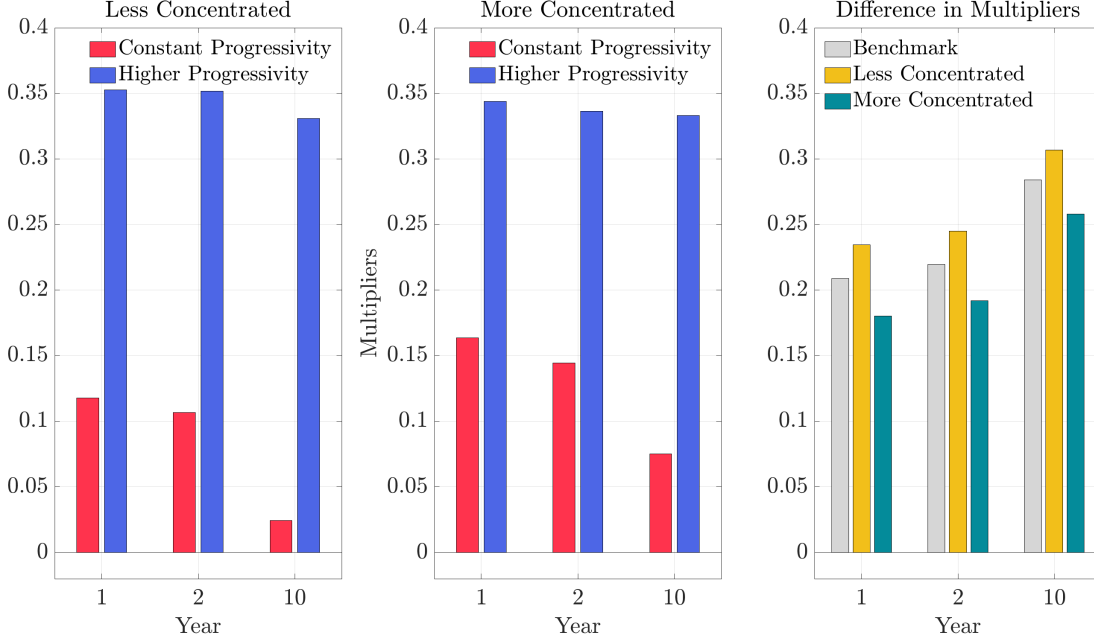 Less Concentrated
Constant Progressivity
Higher Progressivity
0.4
0.35
0.3
0.25
0.2
0.15
0.1
0.05
0
1 2 10
Year
More Concentrated
Constant Progressivity
Higher Progressivity
Multipliers
0.4
0.35
0.3
0.25
0.2
0.15
0.1
0.05
0
1 2 10
Year
Difference in Multipliers
Benchmark
Less Concentrated
More Concentrated
0.4
0.35
0.3
0.25
0.2
0.15
0.1
0.05
0
1 2 10
Year